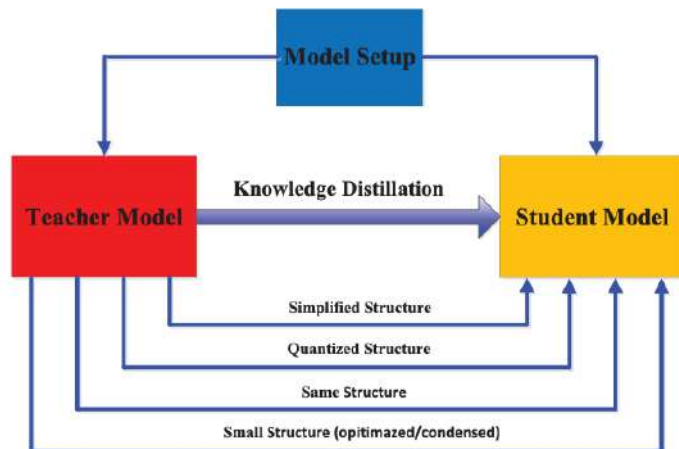 Model Setup
Knowledge Distillation
Teacher Model
Student Model
Simplified Structure
Quantized Structure
Same Structure
Small Structure (opitimazed/condensed)